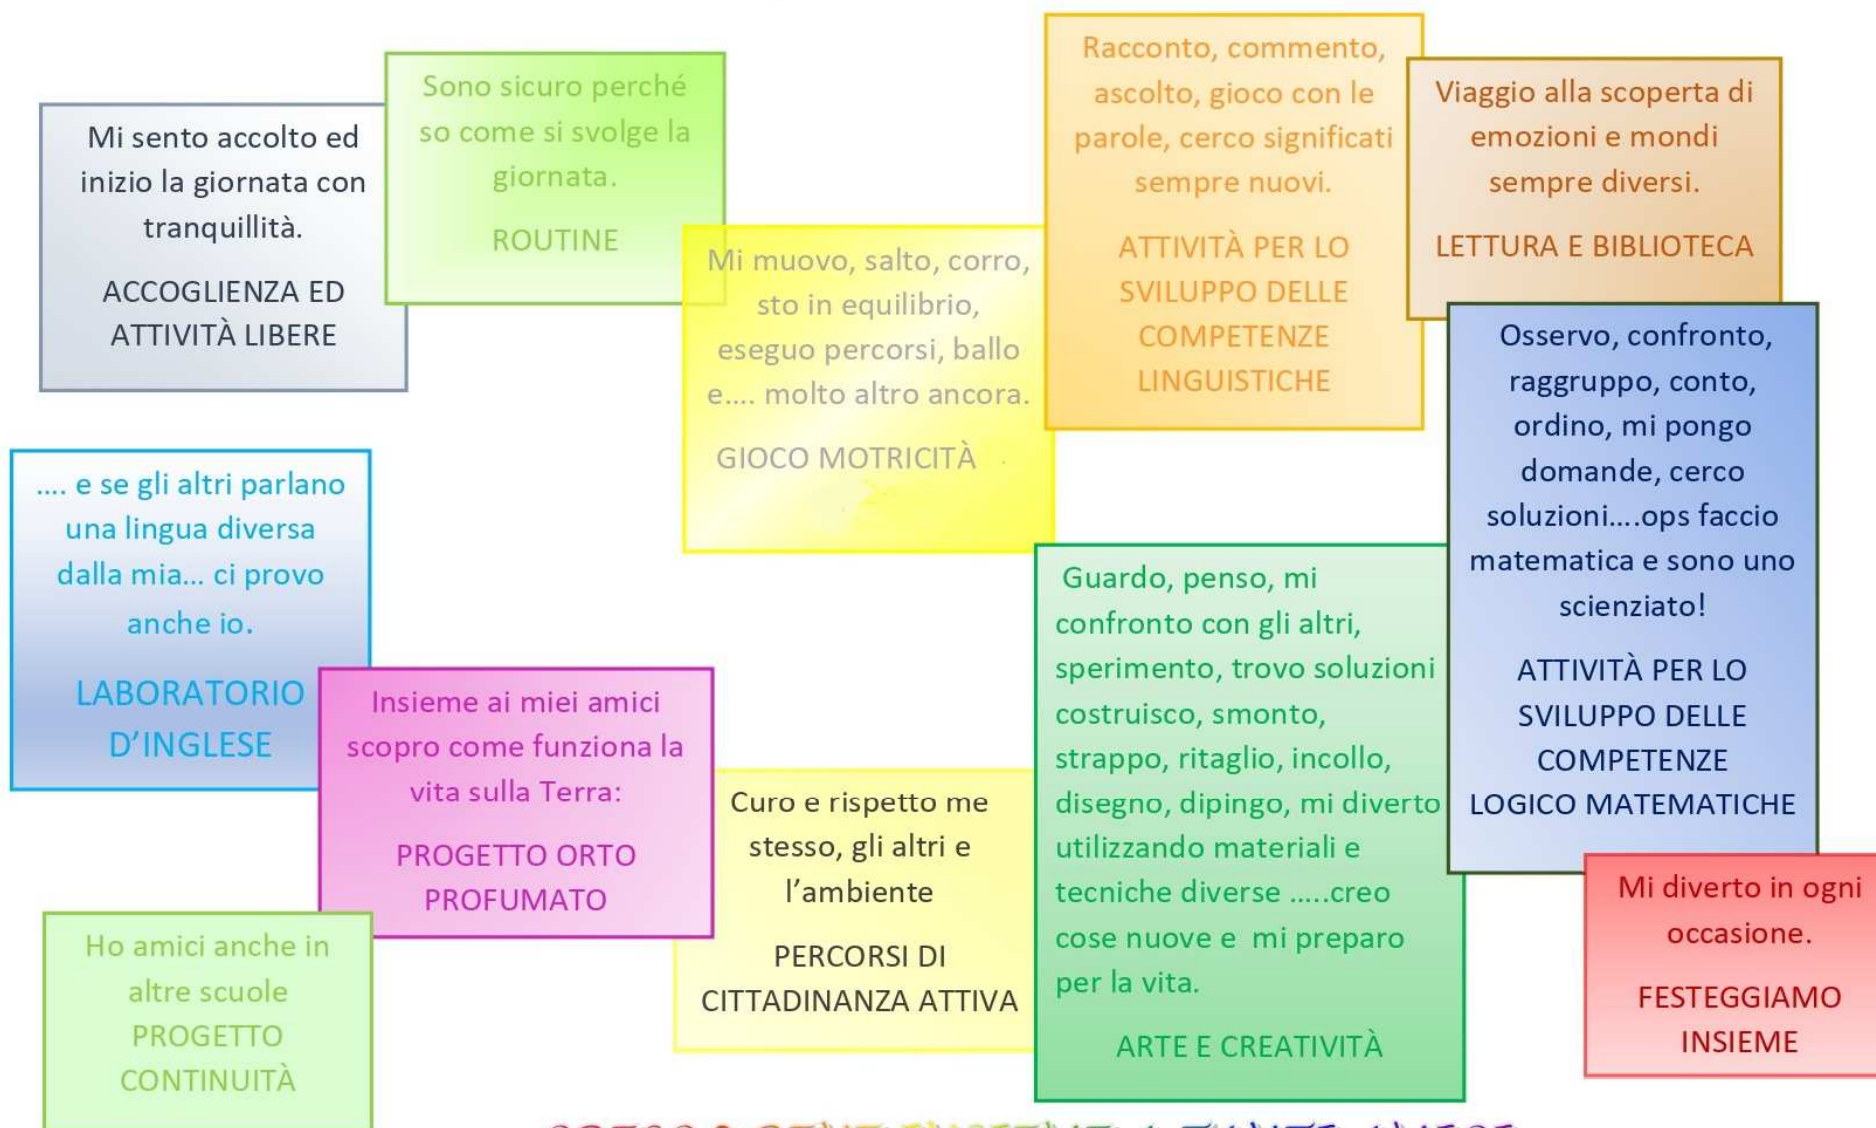 Mi sento accolto ed
inizio la giornata con
tranquillità.
ACCOGLIENZA ED
ATTIVITÀ LIBERE
Sono sicuro perché
so come si svolge la
giornata.
ROUTINE
Mi muovo, salto, corro,
sto in equilibrio,
eseguo percorsi, ballo
e.... molto altro ancora.
GIOCO MOTRICITÀ
Racconto, commento,
ascolto, gioco con le
parole, cerco significati
sempre nuovi.
ATTIVITÀ PER LO
SVILUPPO DELLE
COMPETENZE
LINGUISTICHE
Viaggio alla scoperta di
emozioni e mondi
sempre diversi.
LETTURA E BIBLIOTECA
Osservo, confronto,
raggruppo, conto,
ordino, mi pongo
domande, cerco
soluzioni....ops faccio
matematica e sono uno
scienziato!
ATTIVITÀ PER LO
SVILUPPO DELLE
COMPETENZE
LOGICO MATEMATICHE
.... e se gli altri parlano
una lingua diversa
dalla mia... ci provo
anche io.
LABORATORIO
D'INGLESE
Insieme ai miei amici
scopro come funziona la
vita sulla Terra:
PROGETTO ORTO
PROFUMATO
Curo e rispetto me
stesso, gli altri e
l'ambiente
PERCORSI DI
CITTADINANZA ATTIVA
Guardo, penso, mi
confronto con gli altri,
sperimento, trovo soluzioni
costruisco, smonto,
strappo, ritaglio, incollo,
disegno, dipingo, mi diverto
utilizzando materiali e
tecniche diverse .....creo
cose nuove e mi preparo
per la vita.
ARTE E CREATIVITÀ
Mi diverto in ogni
occasione.
FESTEGGIAMO
INSIEME
Ho amici anche in
altre scuole
PROGETTO
CONTINUITÀ